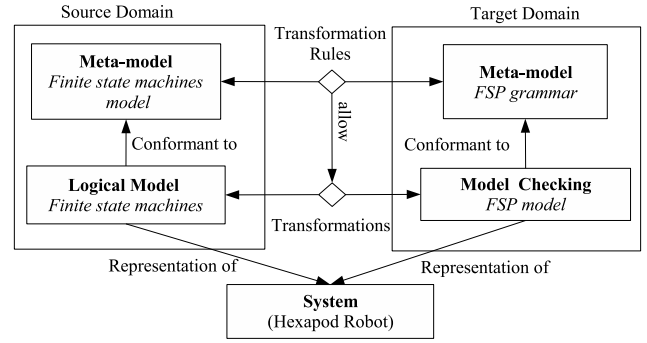 Source Domain
Target Domain
Transformation
Rules
Meta-model
Finite state machines
model
Meta-model
FSP grammar
allow
Conformant to
Conformant to
Logical Model
Finite state machines
Model Checking
FSP model
Transformations
Representation of
Representation of
System
(Hexapod Robot)